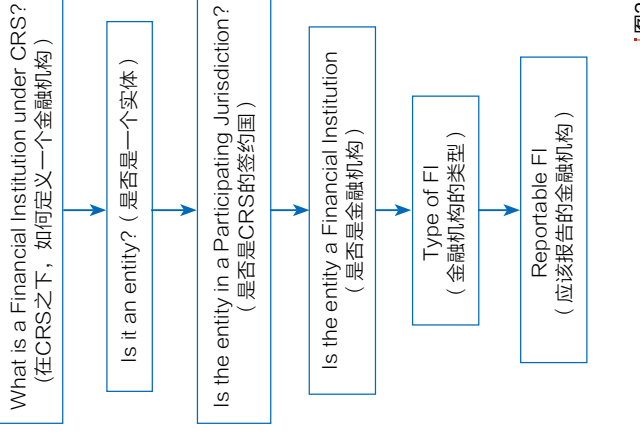 What is a Financial Institution under CRS?
(在CRS之下，如何定义一个金融机构）
Is it an entity?（是否是一个实体）
Is the entity in a Participating Jurisdiction?
（是否是CRS的签约国）
Is the entity a Financial Institution
（是否是金融机构）
Type of FI
（金融机构的类型）
Reportable FI
（应该报告的金融机构）